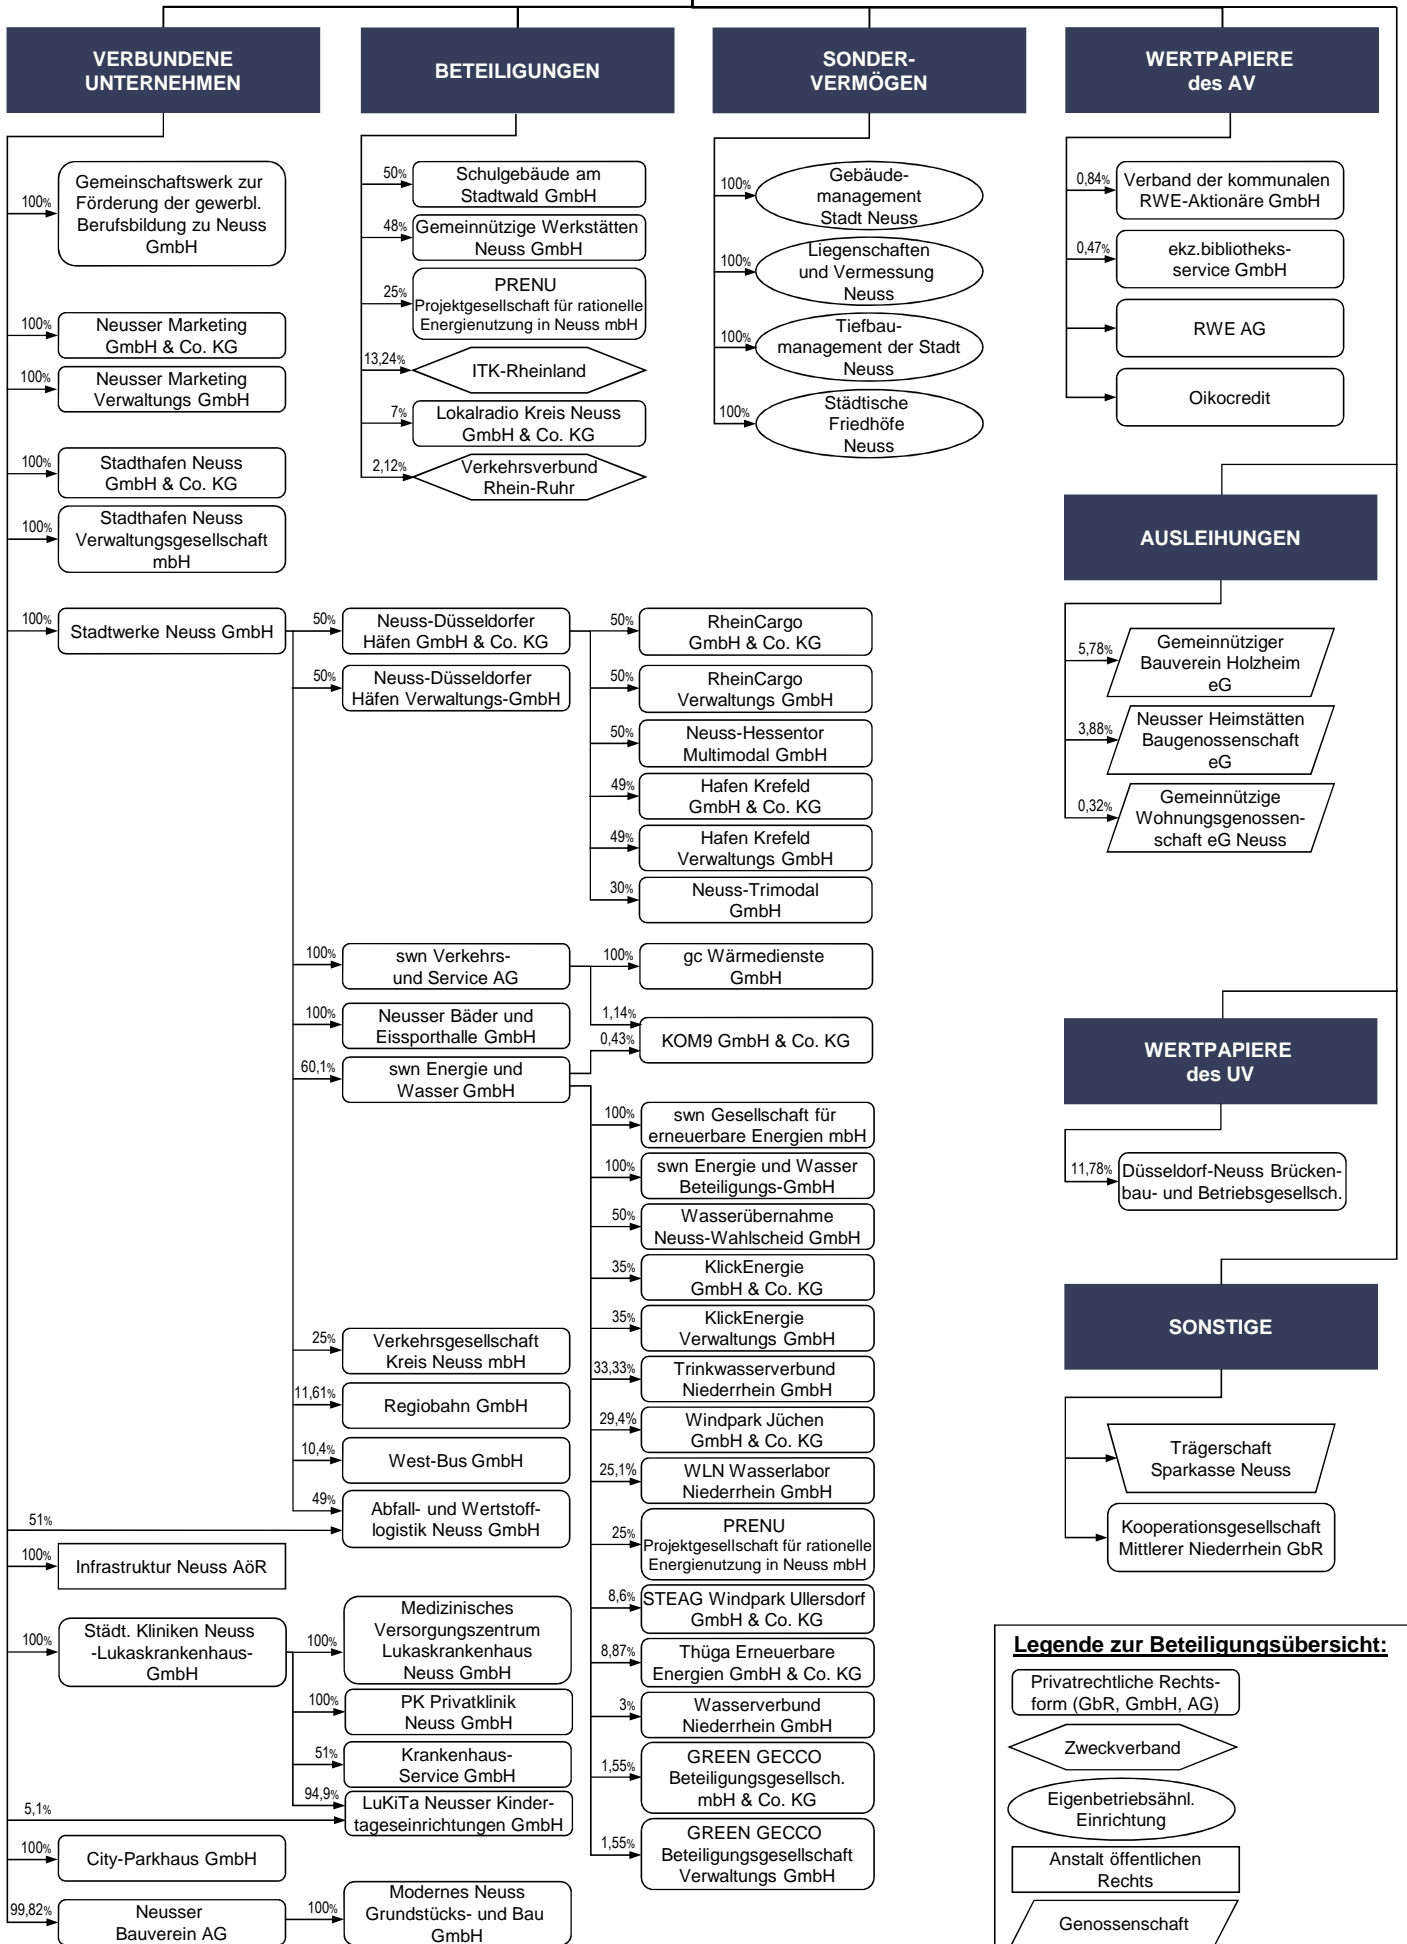 VERBUNDENE
UNTERNEHMEN
100%
Gemeinschaftswerk zur
Förderung der gewerbl.
Berufsbildung zu Neuss
GmbH
100%
Neusser Marketing
GmbH & Co. KG
100%
Neusser Marketing
Verwaltungs GmbH
100%
Stadthafen Neuss
GmbH & Co. KG
100%
Stadthafen Neuss
Verwaltungsgesellschaft
mbH
100%
Stadtwerke Neuss GmbH
50%
Neuss-Düsseldorfer
Häfen GmbH & Co. KG
50%
Neuss-Düsseldorfer
Häfen Verwaltungs-GmbH
50%
RheinCargo
GmbH & Co. KG
50%
RheinCargo
Verwaltungs GmbH
50%
Neuss-Hessentor
Multimodal GmbH
49%
Hafen Krefeld
GmbH & Co. KG
49%
Hafen Krefeld
Verwaltungs GmbH
30%
Neuss-Trimodal
GmbH
100%
swn Verkehrs-
und Service AG
100%
gc Wärmedienste
GmbH
1,14%
0,43%
KOM9 GmbH & Co. KG
100%
Neusser Bäder und
Eissporthalle GmbH
60,1%
swn Energie und
Wasser GmbH
100%
swn Gesellschaft für
erneuerbare Energien mbH
100%
swn Energie und Wasser
Beteiligungs-GmbH
50%
Wasserübernahme
Neuss-Wahlscheid GmbH
35%
KlickEnergie
GmbH & Co. KG
35%
KlickEnergie
Verwaltungs GmbH
33,33%
Trinkwasserverbund
Niederrhein GmbH
29,4%
Windpark Jüchen
GmbH & Co. KG
25,1%
WLN Wasserlabor
Niederrhein GmbH
25%
PRENU
Projektgesellschaft für rationelle
Energienutzung in Neuss mbH
8,6%
STEAG Windpark Ullersdorf
GmbH & Co. KG
8,87%
Thüga Erneuerbare
Energien GmbH & Co. KG
3%
Wasserverbund
Niederrhein GmbH
1,55%
GREEN GECCO
Beteiligungsgesellsch.
mbH & Co. KG
1,55%
GREEN GECCO
Beteiligungsgesellschaft
Verwaltungs GmbH
25%
Verkehrsgesellschaft
Kreis Neuss mbH
11,61%
Regiobahn GmbH
10,4%
West-Bus GmbH
49%
51%
Abfall- und Wertstoff-
logistik Neuss GmbH
100%
Infrastruktur Neuss AöR
100%
Städt. Kliniken Neuss
-Lukaskrankenhaus-
GmbH
100%
Medizinisches
Versorgungszentrum
Lukaskrankenhaus
Neuss GmbH
100%
PK Privatklinik
Neuss GmbH
51%
Krankenhaus-
Service GmbH
94,9%
5,1%
LuKiTa Neusser Kinder-
tageseinrichtungen GmbH
100%
City-Parkhaus GmbH
99,82%
Neusser
Bauverein AG
100%
Modernes Neuss
Grundstücks- und Bau
GmbH
BETEILIGUNGEN
50%
Schulgebäude am
Stadtwald GmbH
48%
Gemeinnützige Werkstätten
Neuss GmbH
25%
PRENU
Projektgesellschaft für rationelle
Energienutzung in Neuss mbH
13,24%
ITK-Rheinland
7%
Lokalradio Kreis Neuss
GmbH & Co. KG
2,12%
Verkehrsverbund
Rhein-Ruhr
SONDER-
VERMÖGEN
100%
Gebäude-
management
Stadt Neuss
100%
Liegenschaften
und Vermessung
Neuss
100%
Tiefbau-
management der Stadt
Neuss
100%
Städtische
Friedhöfe
Neuss
WERTPAPIERE
des AV
0,84%
Verband der kommunalen
RWE-Aktionäre GmbH
0,47%
ekz.bibliotheks-
service GmbH
RWE AG
Oikocredit
AUSLEIHUNGEN
5,78%
Gemeinnütziger
Bauverein Holzheim
eG
3,88%
Neusser Heimstätten
Baugenossenschaft
eG
0,32%
Gemeinnützige
Wohnungsgenossen-
schaft eG Neuss
WERTPAPIERE
des UV
11,78%
Düsseldorf-Neuss Brücken-
bau- und Betriebsgesellsch.
SONSTIGE
Trägerschaft
Sparkasse Neuss
Kooperationsgesellschaft
Mittlerer Niederrhein GbR
Legende zur Beteiligungsübersicht:
Privatrechtliche Rechts-
form (GbR, GmbH, AG)
Zweckverband
Eigenbetriebsähnl.
Einrichtung
Anstalt öffentlichen
Rechts
Genossenschaft